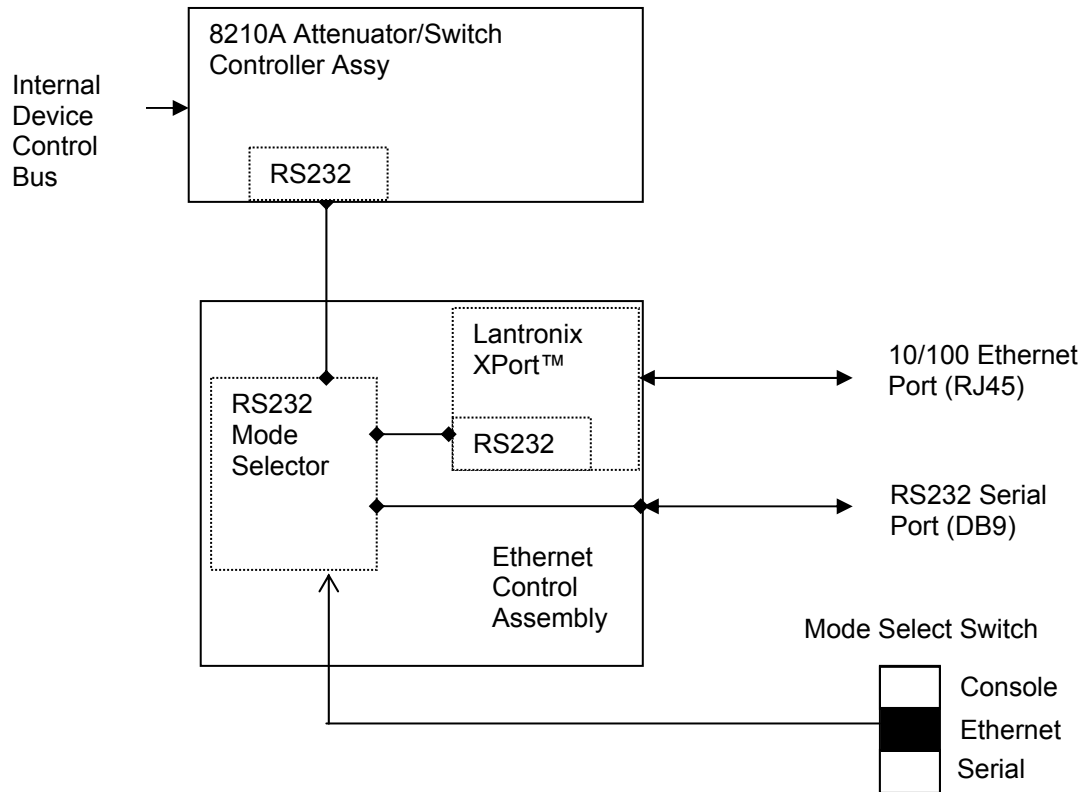 8210A Attenuator/Switch
Controller Assy
Internal
Device
Control
Bus
RS232
Lantronix
XPort™
10/100 Ethernet
Port (RJ45)
RS232
Mode
Selector
RS232
RS232 Serial
Port (DB9)
Ethernet
Control
Assembly
Mode Select Switch
Console
Ethernet
Serial